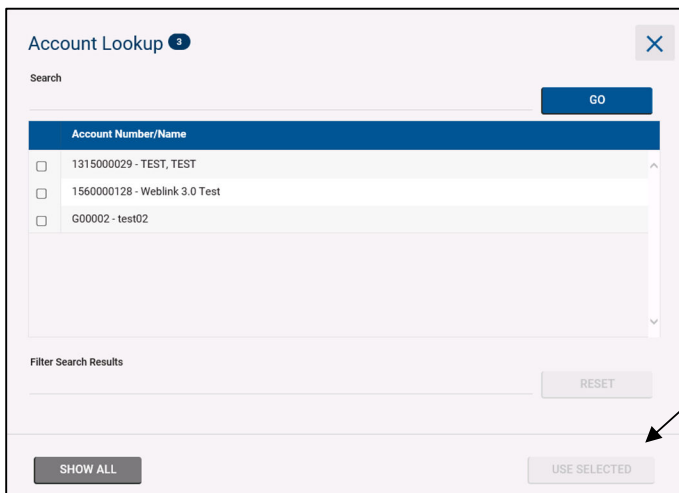 Account Lookup 3
Search
GO
Account Number/Name
1315000029 - TEST, TEST
1560000128 - Weblink 3.0 Test
G00002 - test02
Filter Search Results
RESET
SHOW ALL
USE SELECTED